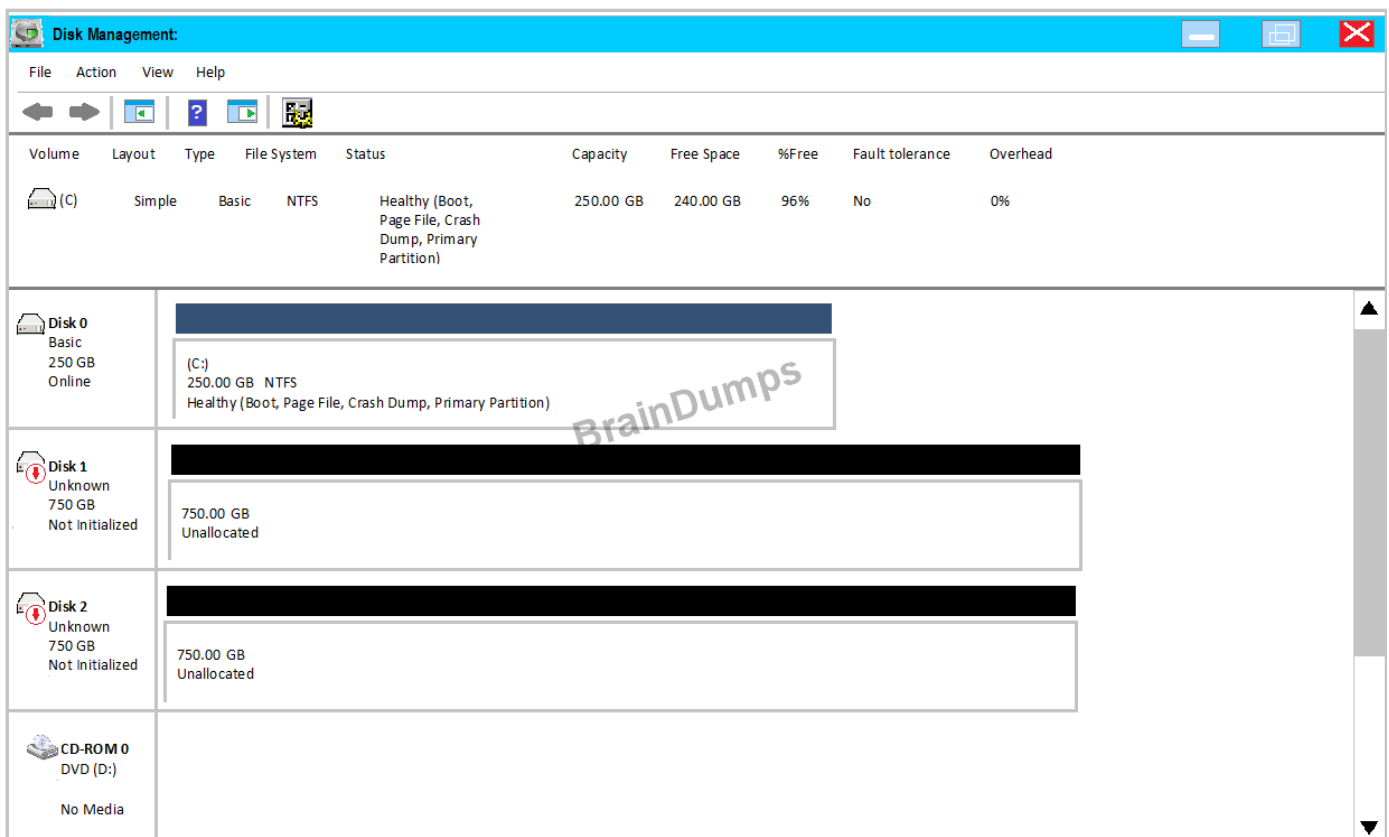 Disk Management:
File Action View Help
?
Volume Layout Type File System Status Capacity Free Space %Free Fault tolerance Overhead
(C) Simple Basic NTFS Healthy (Boot, 250.00 GB 240.00 GB 96% No 0%
Page File, Crash
Dump, Primary
Partition)
Disk 0
Basic
250 GB
Online
(C:)
250.00 GB NTFS
Healthy (Boot, Page File, Crash Dump, Primary Partition)
BrainDumps
Disk 1
Unknown
750 GB
Not Initialized
750.00 GB
Unallocated
Disk 2
Unknown
750 GB
Not Initialized
750.00 GB
Unallocated
CD-ROM 0
DVD (D:)
No Media